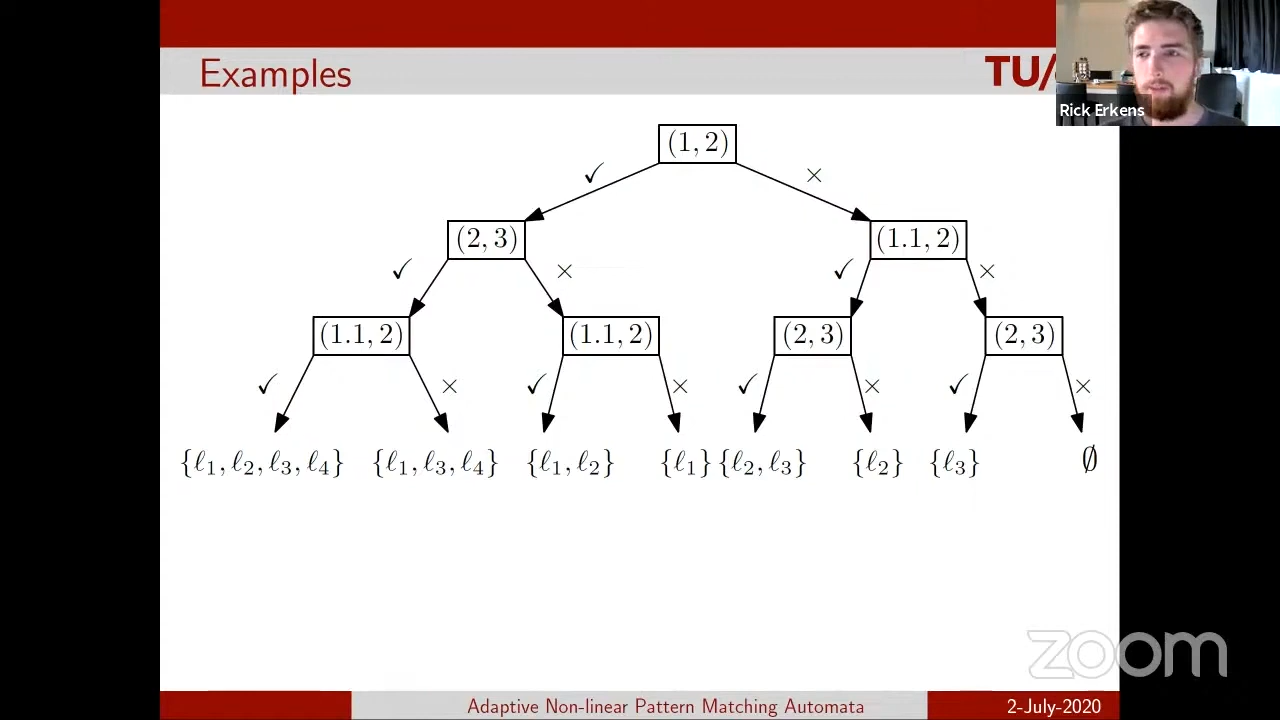 Examples
TU/
Rick Erkens
(1, 2)
✓ ×
(2, 3) (1.1, 2)
✓ × ✓ ×
(1.1, 2) (1.1, 2) (2, 3) (2, 3)
✓ × ✓ × ✓ × ✓ ×
{ℓ₁, ℓ₂, ℓ₃, ℓ₄} {ℓ₁, ℓ₃, ℓ₄} {ℓ₁, ℓ₂} {ℓ₁} {ℓ₂, ℓ₃} {ℓ₂} {ℓ₃} ∅
zoom
Adaptive Non-linear Pattern Matching Automata 2-July-2020